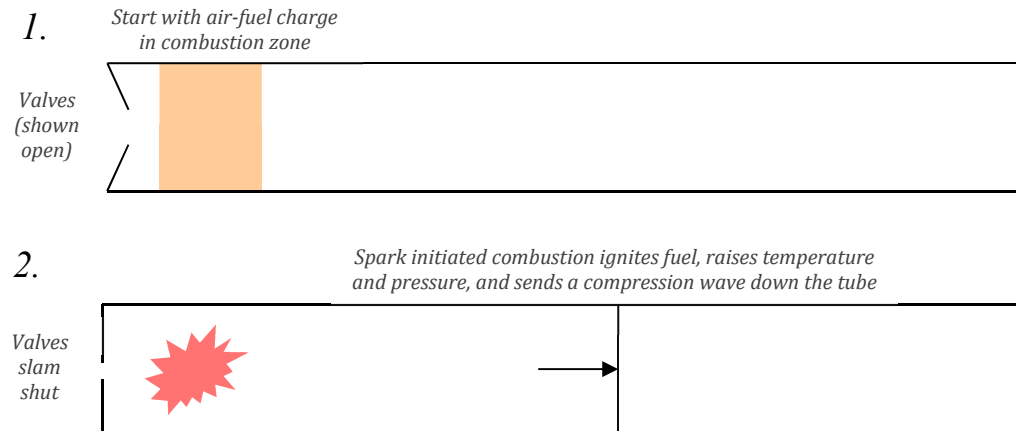 1.
Start with air-fuel charge
in combustion zone
Valves
(shown
open)
2.
Spark initiated combustion ignites fuel, raises temperature
and pressure, and sends a compression wave down the tube
Valves
slam
shut